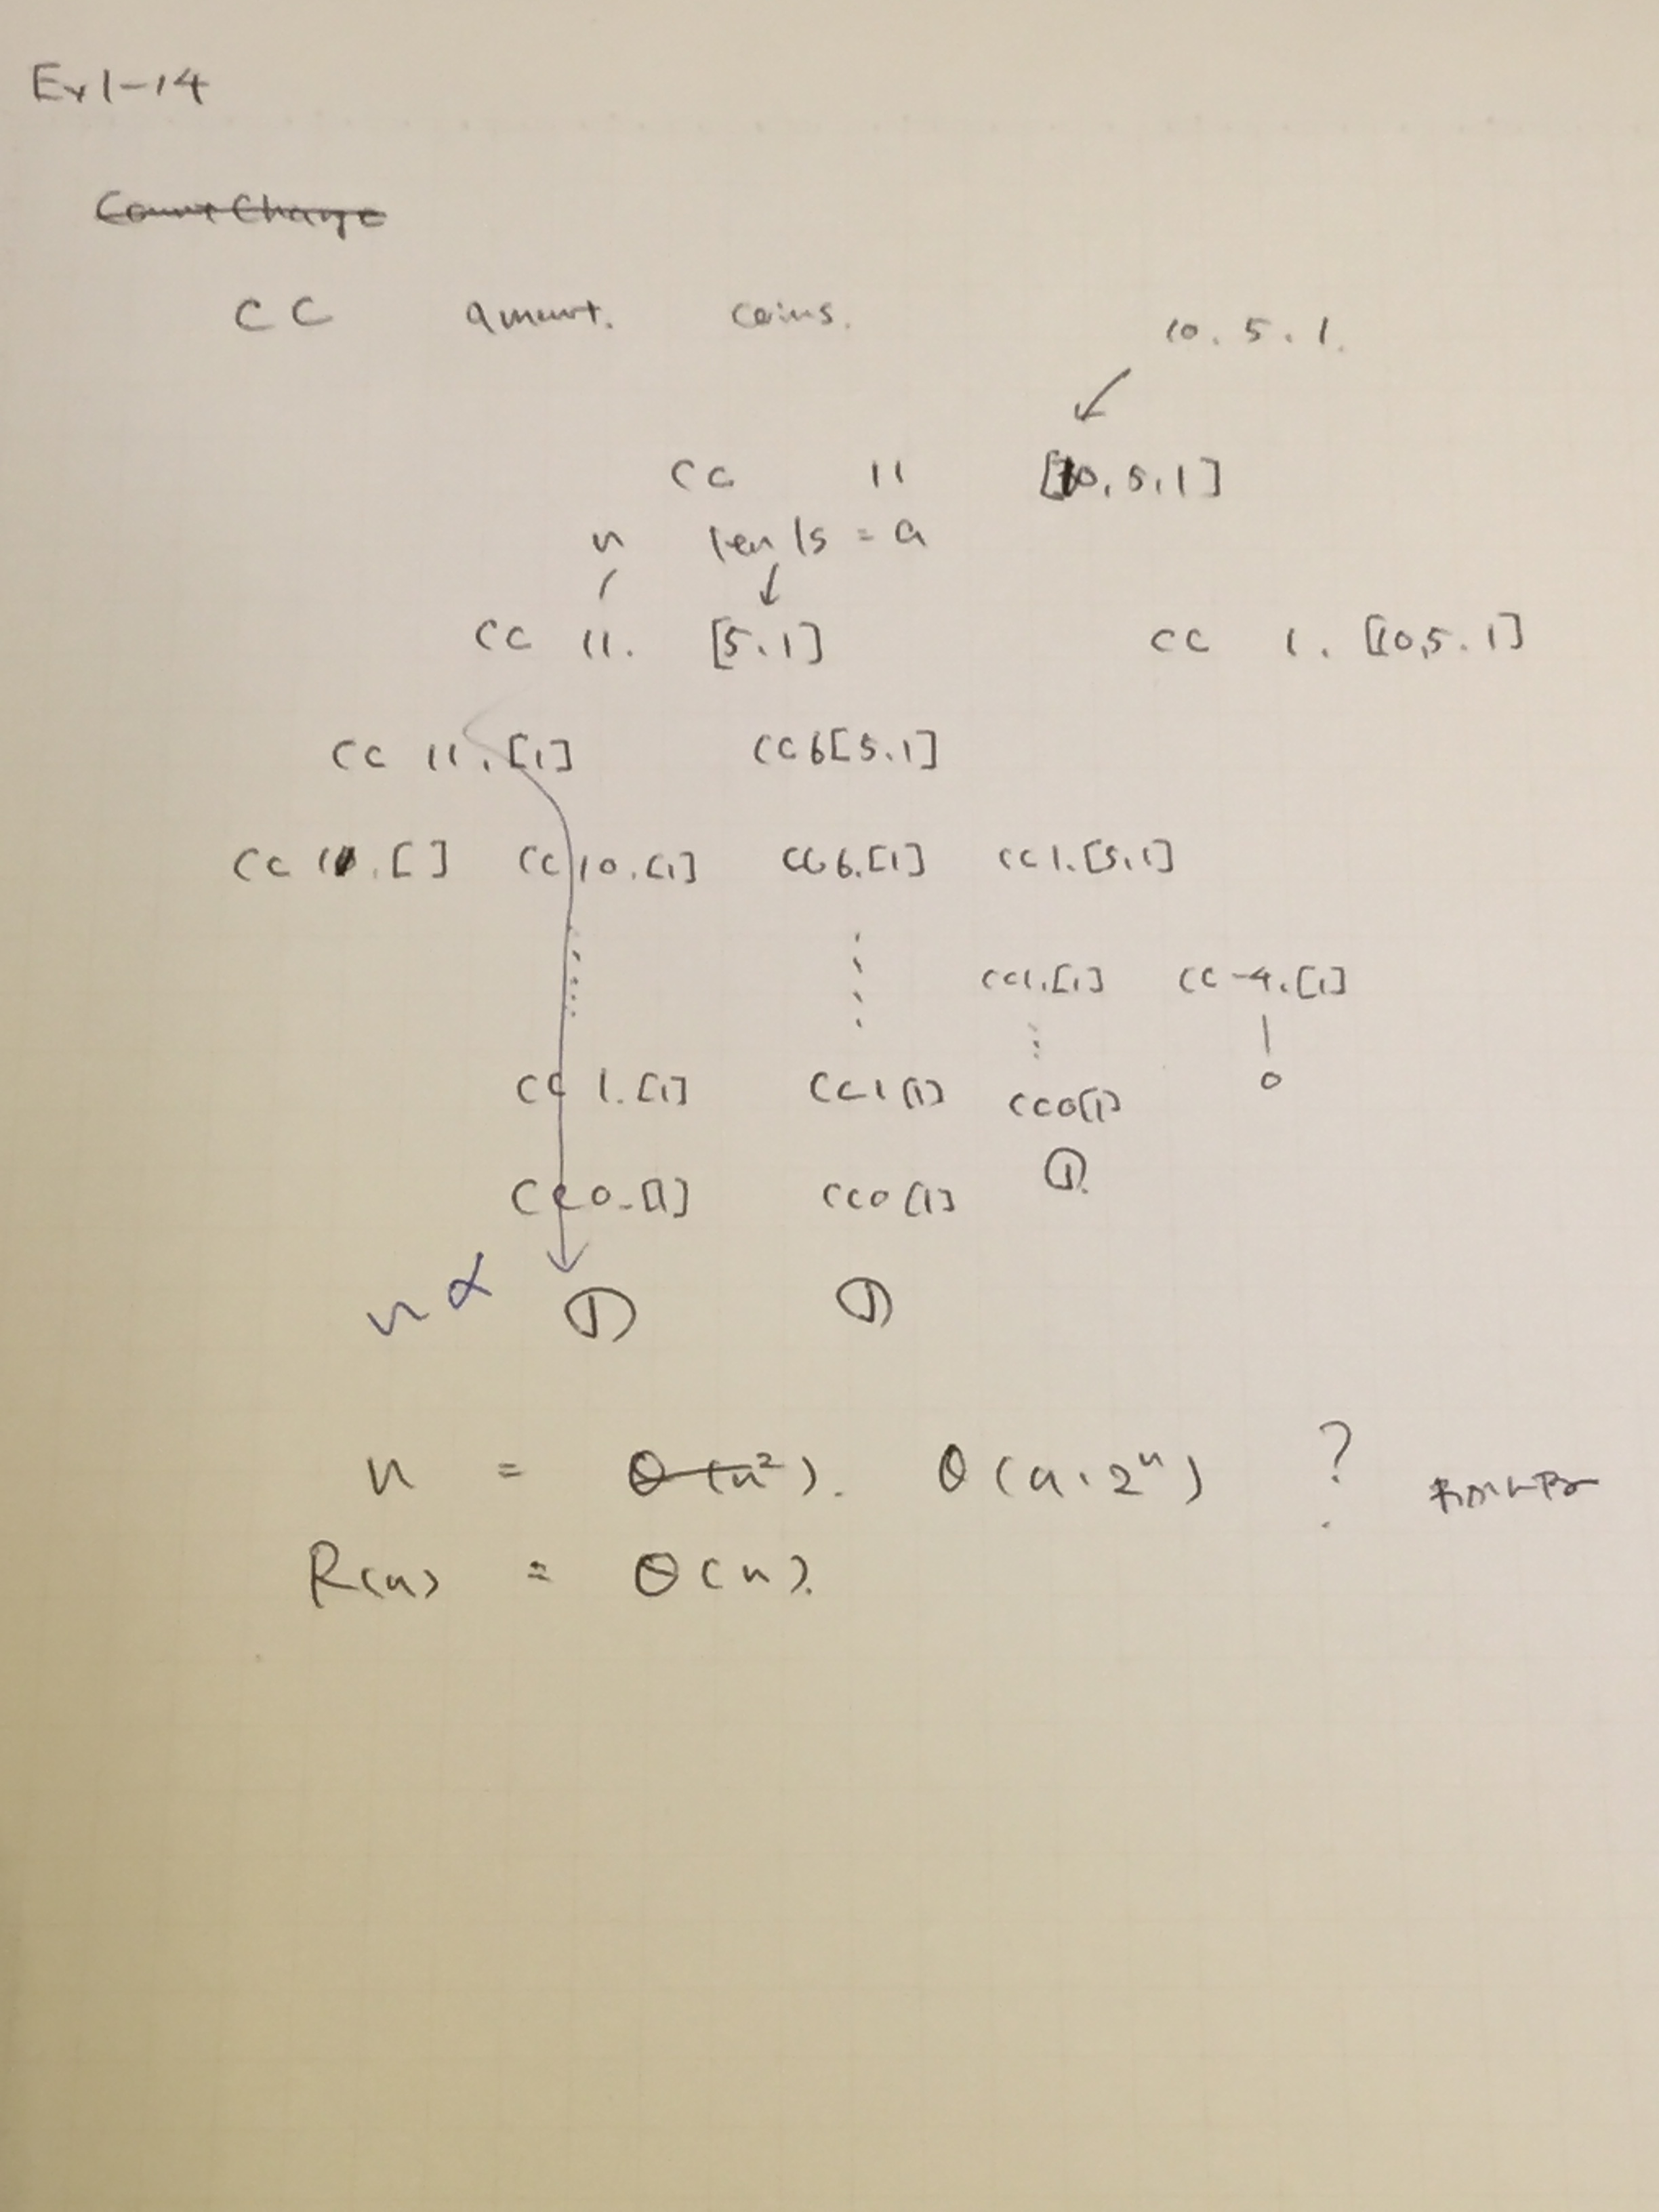 Ex 1-14
CountChange
CC amount. coins.
10. 5. 1.
CC 11 [10, 5, 1]
n len ls = a
CC 11. [5, 1] CC 1. [10, 5. 1]
CC 11. [1] CC 6 [5. 1]
CC 11. [ ] CC 10. [1] CC 6. [1] CC 1. [5, 1]
CC 1. [1] CC -4. [1]
CC 1. [1] CC 1 [1] CC 0 [1] 0
①
CC 0. [1] CC 0 [1]
n α ① ①
n = Θ(n²). Θ(a·2ⁿ) ?
R(n) = Θ(n).